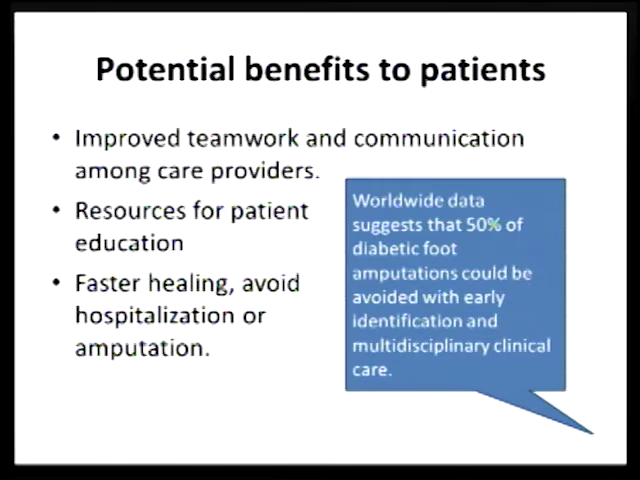 Potential benefits to patients
• Improved teamwork and communication
among care providers.
• Resources for patient
education
• Faster healing, avoid
hospitalization or
amputation.
Worldwide data
suggests that 50% of
diabetic foot
amputations could be
avoided with early
identification and
multidisciplinary clinical
care.